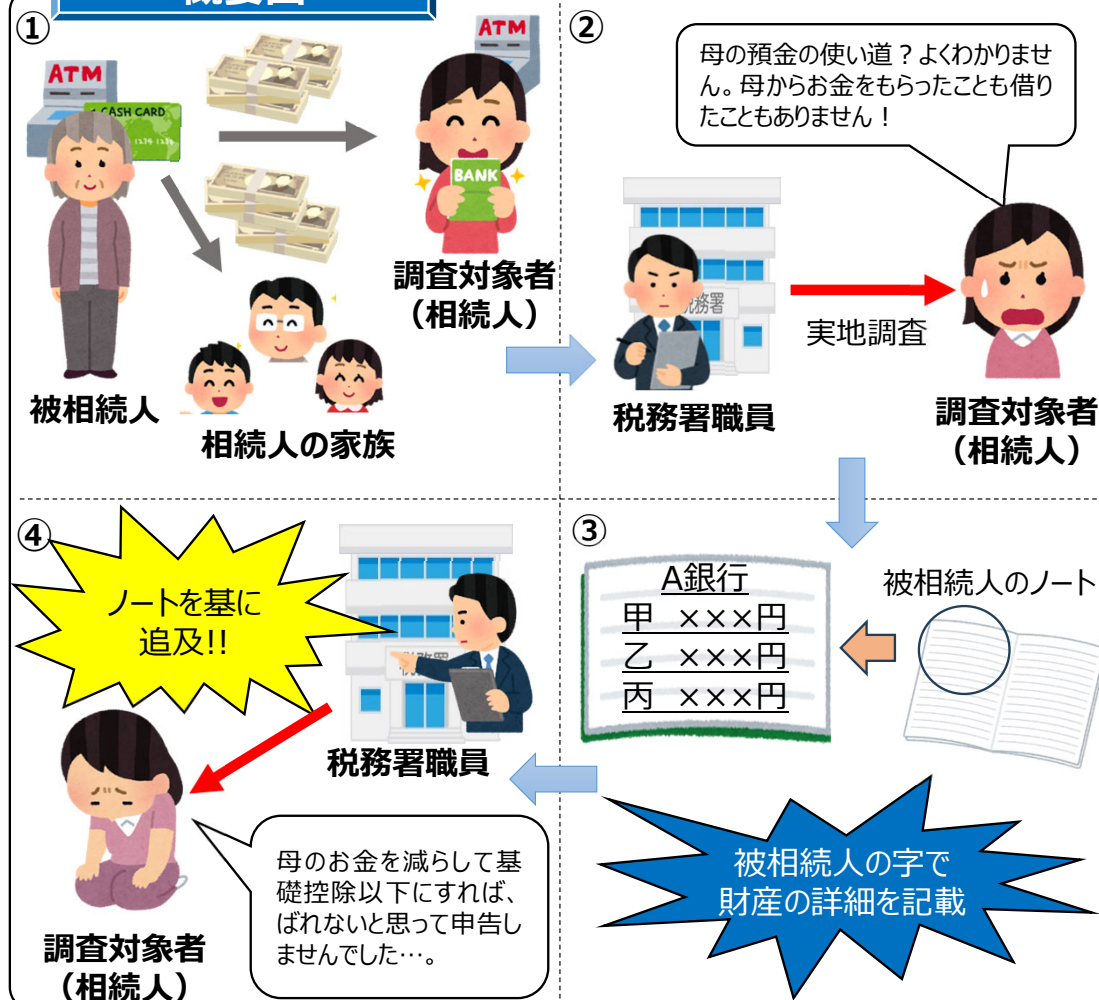 概要図
①
ATM
CASH CARD
1234 1234
ATM
BANK
調査対象者
（相続人）
被相続人
相続人の家族
②
母の預金の使い道？よくわかりませ
ん。母からお金をもらったことも借り
たこともありません！
税務署
実地調査
税務署職員
調査対象者
（相続人）
③
A銀行
甲　×××円
乙　×××円
丙　×××円
被相続人のノート
被相続人の字で
財産の詳細を記載
④
ノートを基に
追及!!
税務署
税務署職員
母のお金を減らして基
礎控除以下にすれば、
ばれないと思って申告し
ませんでした…。
調査対象者
（相続人）